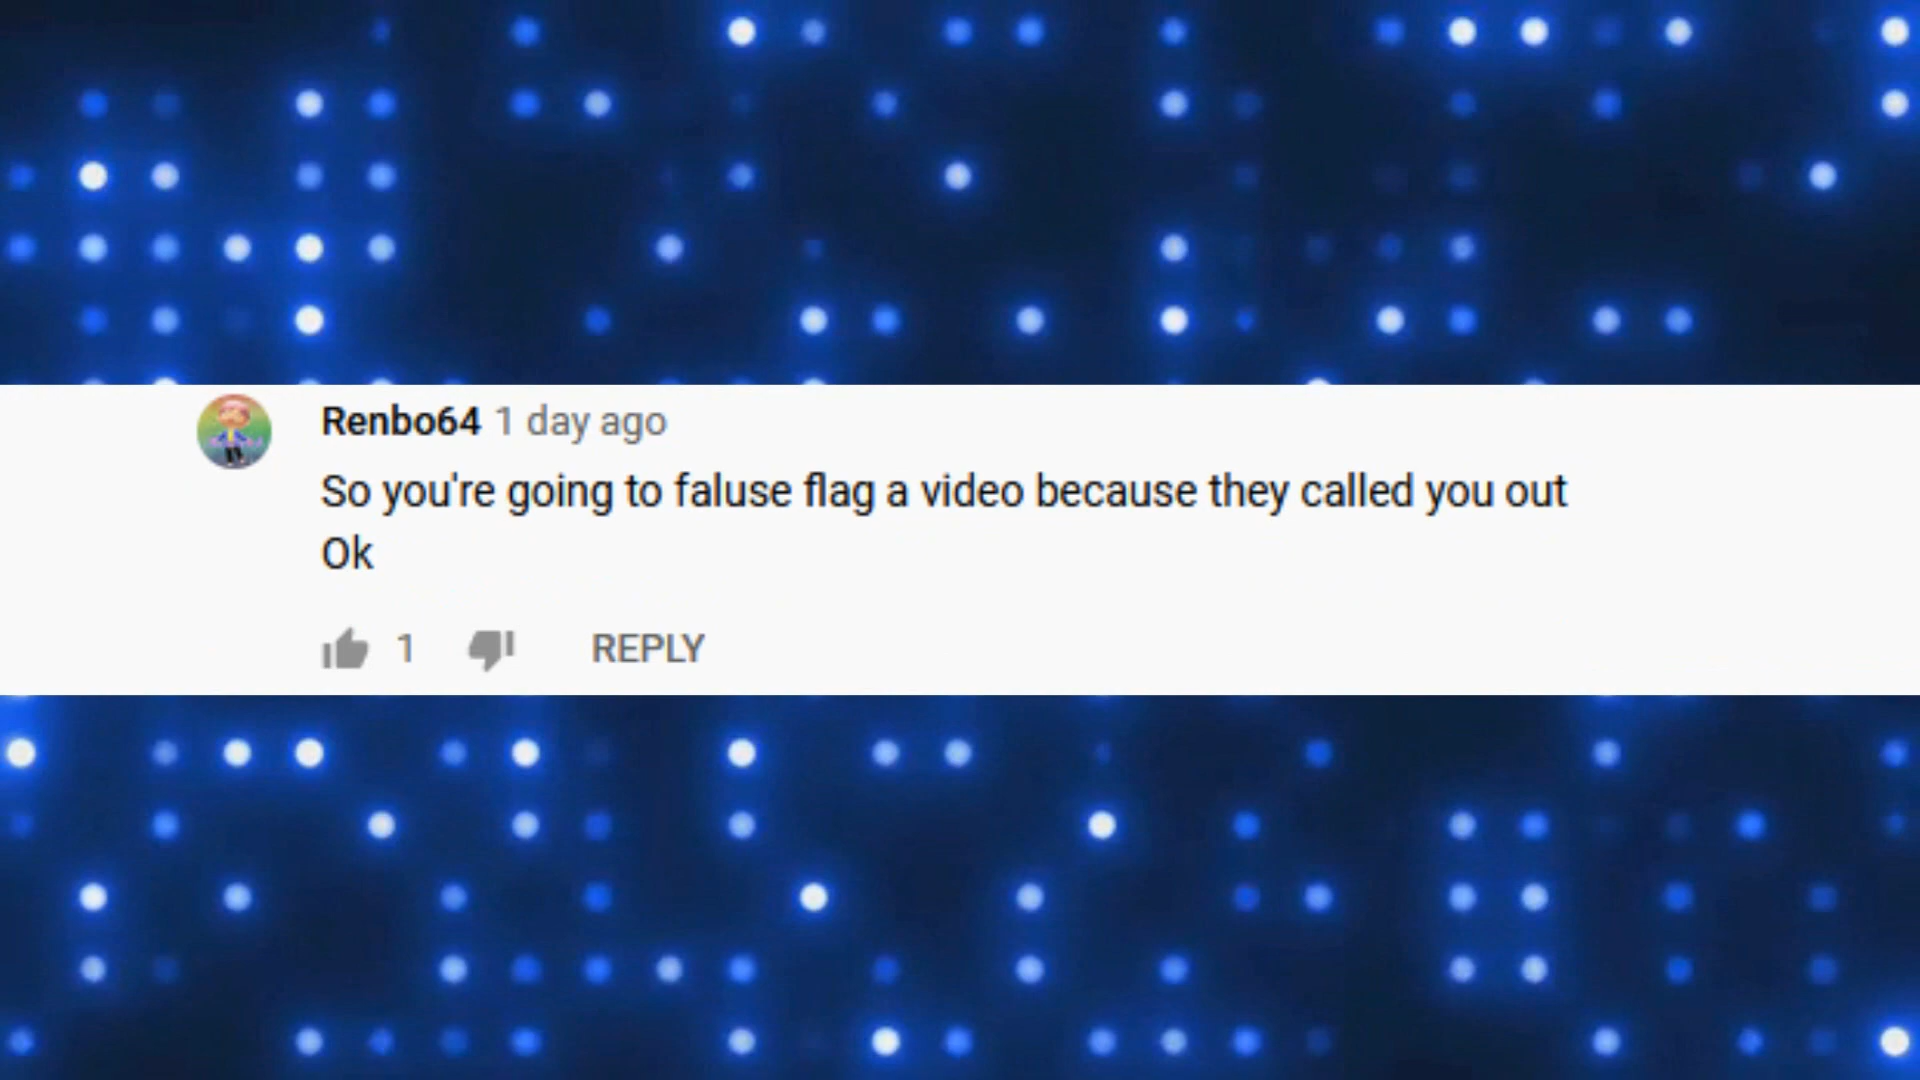 Renbo64 1 day ago
So you're going to faluse flag a video because they called you out
Ok
1 REPLY